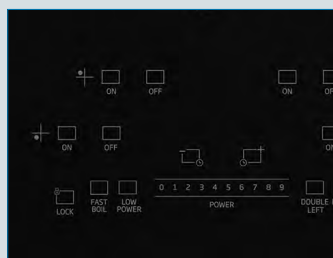 ON OFF ON
ON OFF
0 1 2 3 4 5 6 7 8 9
LOCK FAST BOIL LOW POWER POWER DOUBLE
LEFT